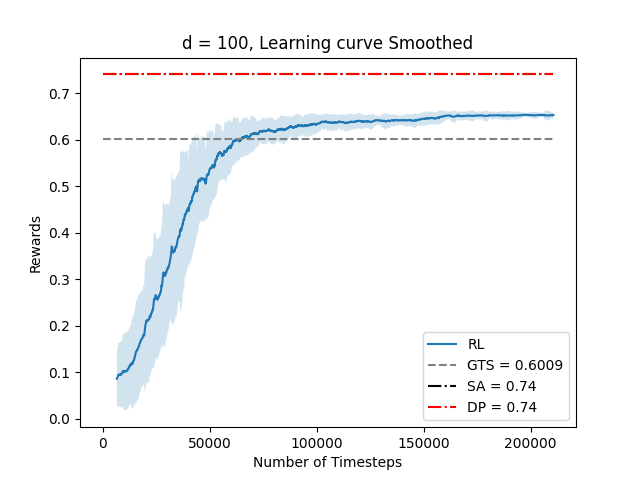 d = 100, Learning curve Smoothed
Rewards
0.7
0.6
0.5
0.4
0.3
0.2
0.1
0.0
RL
GTS = 0.6009
SA = 0.74
DP = 0.74
0 50000 100000 150000 200000
Number of Timesteps